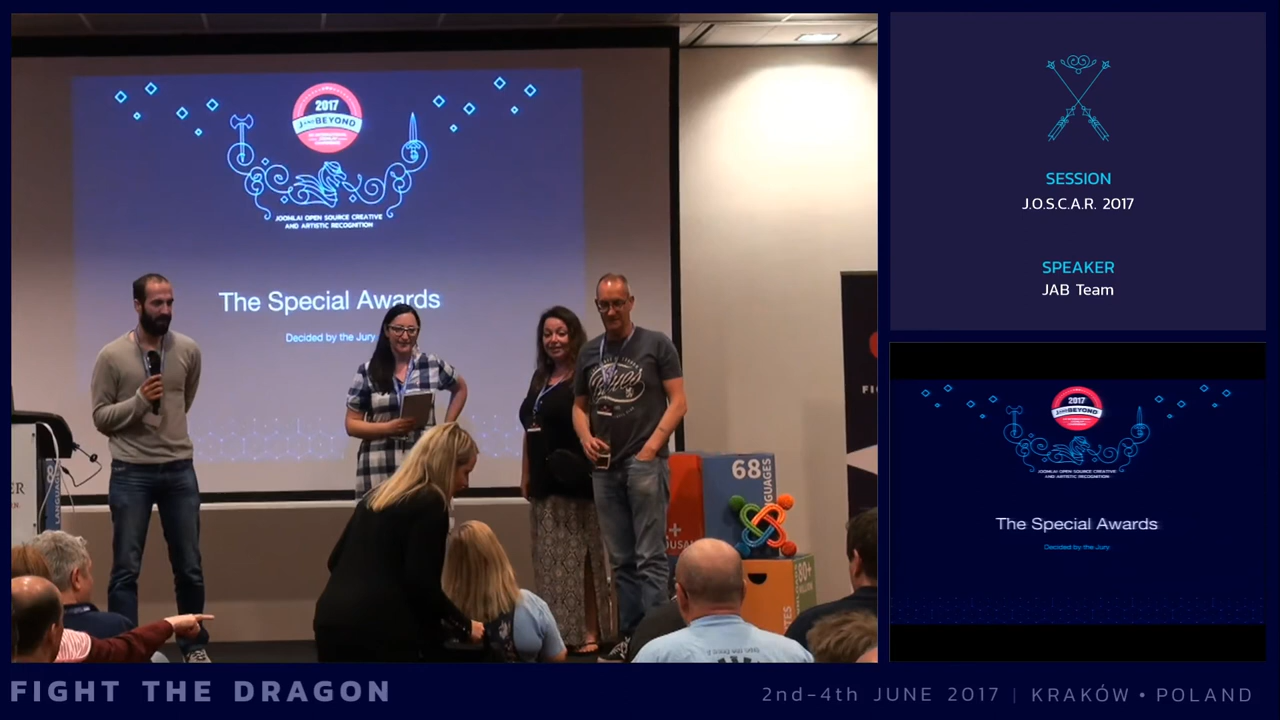 2017
J AND BEYOND
JOOMLA! OPEN SOURCE CREATIVE
AND ARTISTIC RECOGNITION
The Special Awards
Decided by the Jury
68
LANGUAGES
80+
SESSION
J.O.S.C.A.R. 2017
SPEAKER
JAB Team
2017
J AND BEYOND
JOOMLA! OPEN SOURCE CREATIVE
AND ARTISTIC RECOGNITION
The Special Awards
Decided by the Jury
FIGHT THE DRAGON
2nd-4th JUNE 2017 | KRAKÓW • POLAND